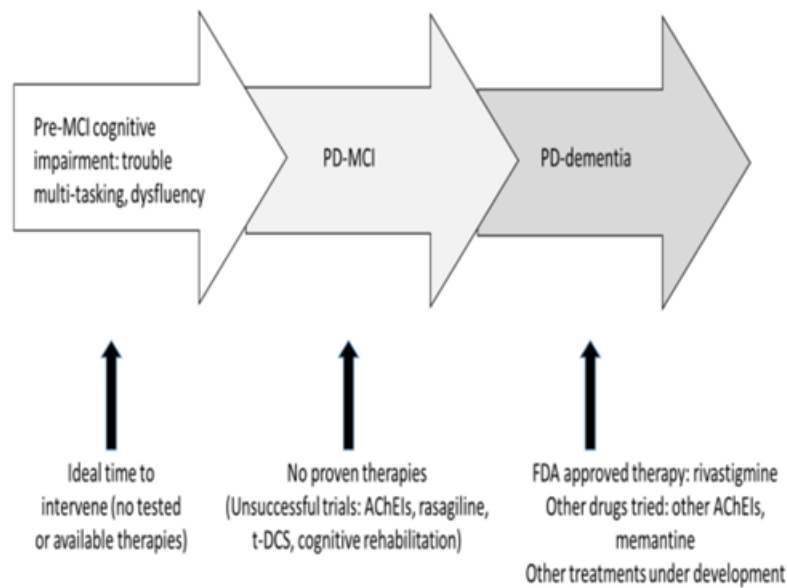 Pre-MCI cognitive
impairment: trouble
multi-tasking, dysfluency
PD-MCI
PD-dementia
Ideal time to
intervene (no tested
or available therapies)
No proven therapies
(Unsuccessful trials: AChEIs, rasagiline,
t-DCS, cognitive rehabilitation)
FDA approved therapy: rivastigmine
Other drugs tried: other AChEIs,
memantine
Other treatments under development